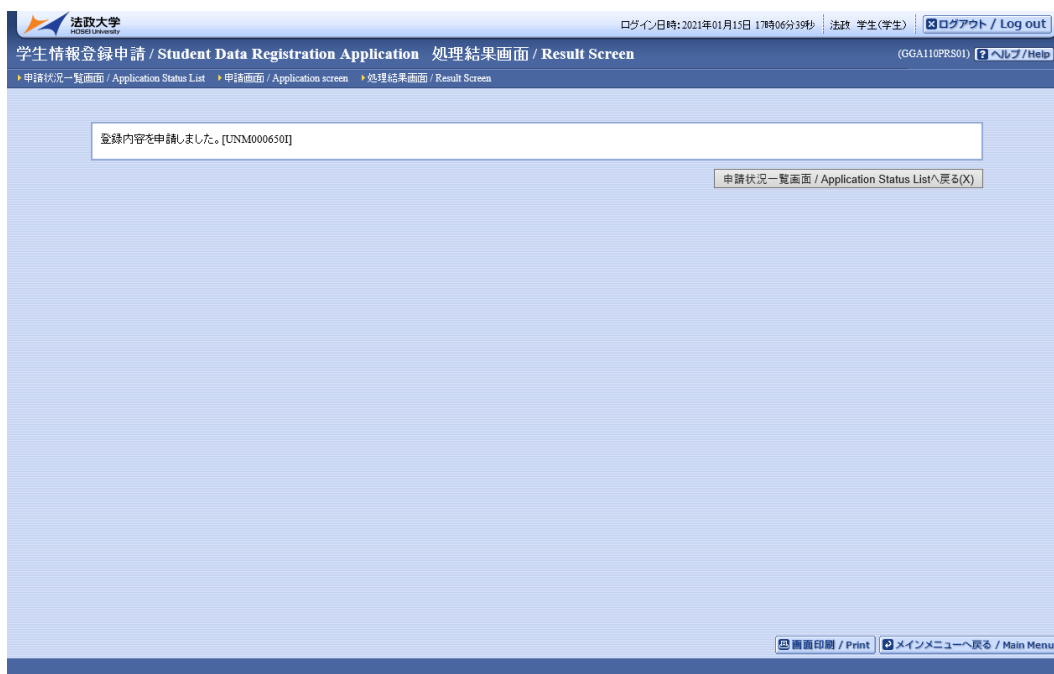 法政大学
HOSEI University
ログイン日時:2021年01月15日 17時06分39秒 法政 学生(学生) ログアウト / Log out
学生情報登録申請 / Student Data Registration Application 処理結果画面 / Result Screen (GGA110PRS01) ヘルプ/Help
申請状況一覧画面 / Application Status List 申請画面 / Application screen 処理結果画面 / Result Screen
登録内容を申請しました。[UNM000650I]
申請状況一覧画面 / Application Status Listへ戻る(X)
画面印刷 / Print メインメニューへ戻る / Main Menu